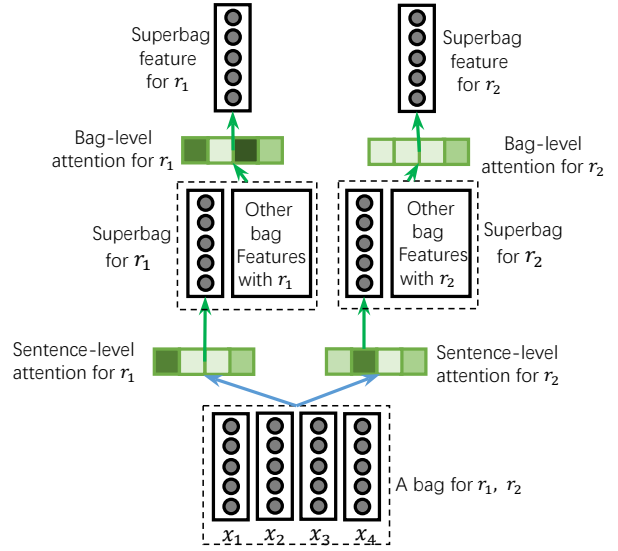 Superbag
feature
for r₁
Superbag
feature
for r₂
Bag-level
attention for r₁
Bag-level
attention for r₂
Superbag
for r₁
Other
bag
Features
with r₁
Other
bag
Features
with r₂
Superbag
for r₂
Sentence-level
attention for r₁
Sentence-level
attention for r₂
A bag for r₁, r₂
x₁ x₂ x₃ x₄